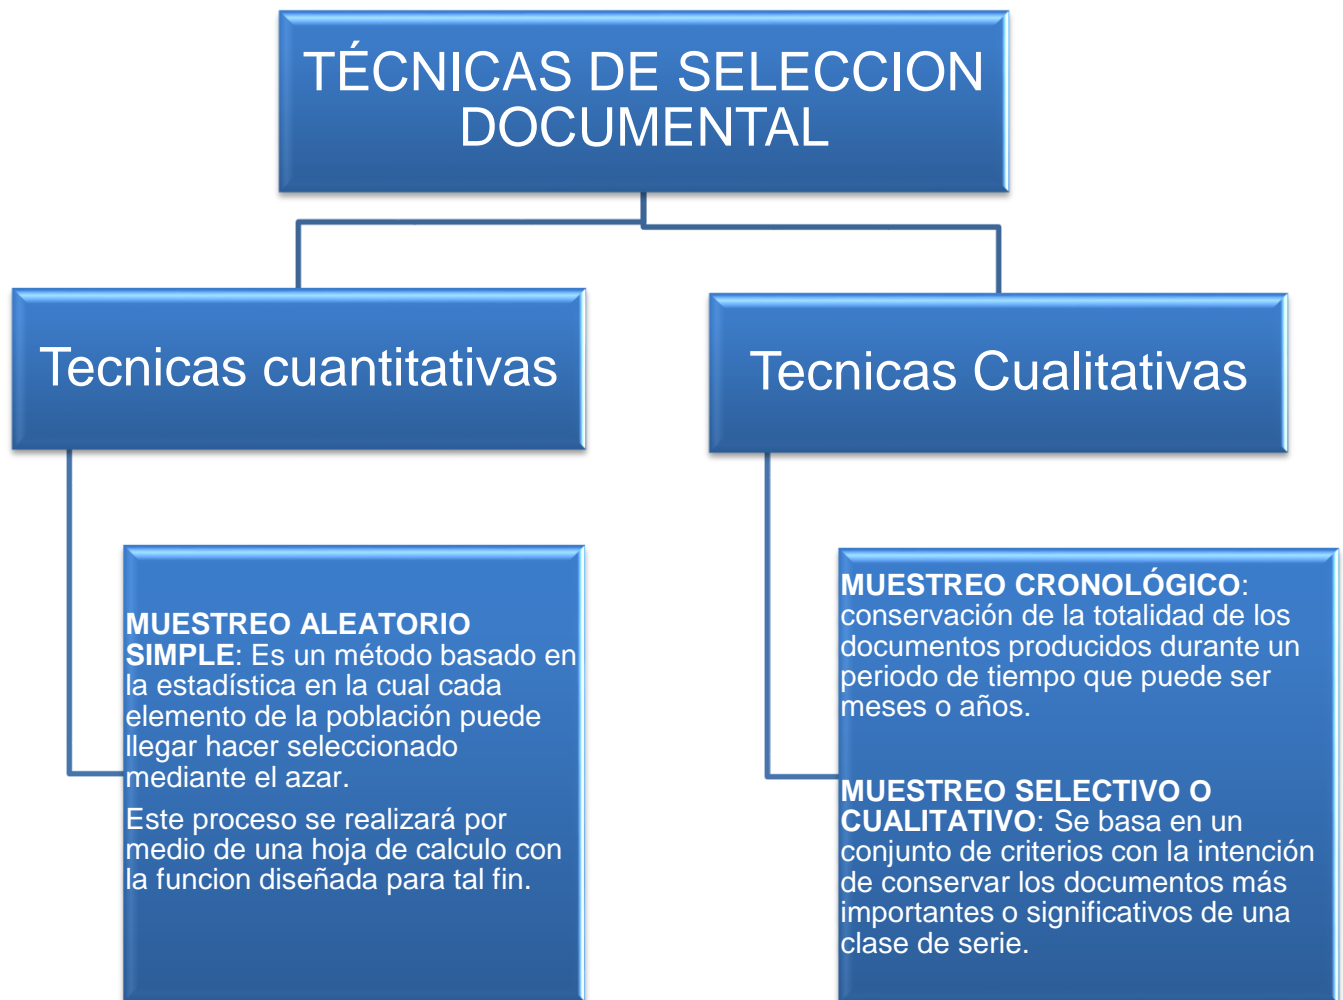 TÉCNICAS DE SELECCION
DOCUMENTAL
Tecnicas cuantitativas
Tecnicas Cualitativas
MUESTREO ALEATORIO
SIMPLE: Es un método basado en
la estadística en la cual cada
elemento de la población puede
llegar hacer seleccionado
mediante el azar.
Este proceso se realizará por
medio de una hoja de calculo con
la funcion diseñada para tal fin.
MUESTREO CRONOLÓGICO:
conservación de la totalidad de los
documentos producidos durante un
periodo de tiempo que puede ser
meses o años.
MUESTREO SELECTIVO O
CUALITATIVO: Se basa en un
conjunto de criterios con la intención
de conservar los documentos más
importantes o significativos de una
clase de serie.